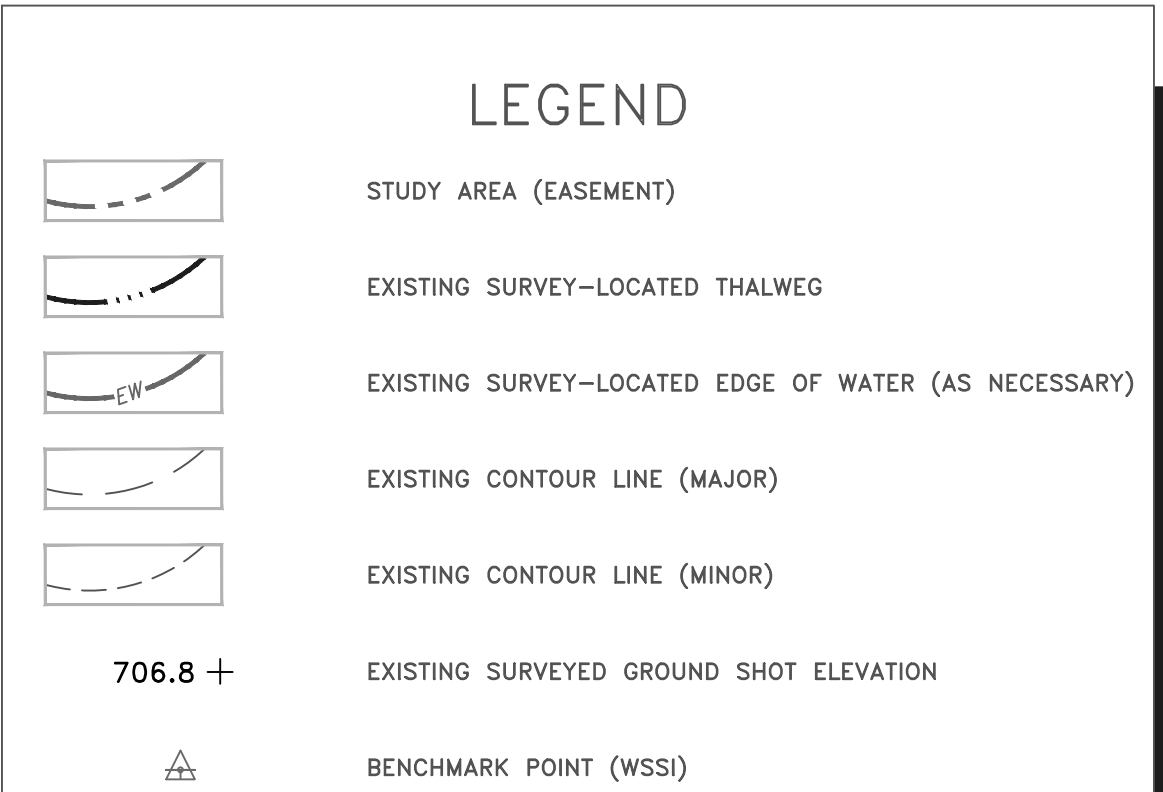 LEGEND
STUDY AREA (EASEMENT)
EXISTING SURVEY-LOCATED THALWEG
EW EXISTING SURVEY-LOCATED EDGE OF WATER (AS NECESSARY)
EXISTING CONTOUR LINE (MAJOR)
EXISTING CONTOUR LINE (MINOR)
706.8 + EXISTING SURVEYED GROUND SHOT ELEVATION
BENCHMARK POINT (WSSI)